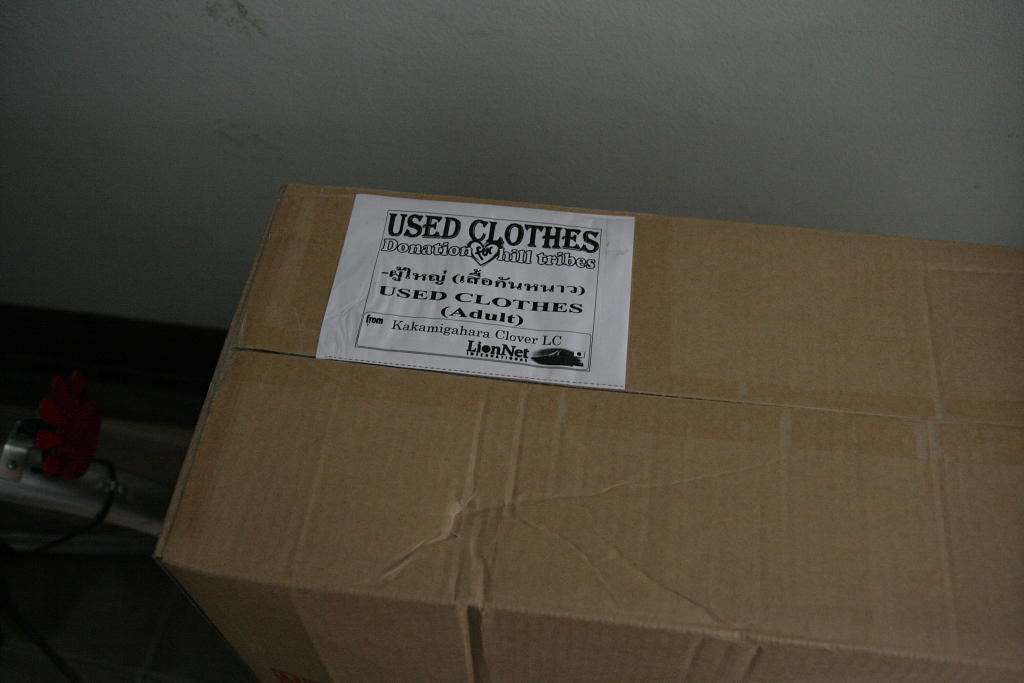 USED CLOTHES
Donation for hill tribes
-ผู้ใหญ่ (เสื้อกันหนาว)
USED CLOTHES
(Adult)
from Kakamigahara Clover LC
LionNet
INTERNATIONAL